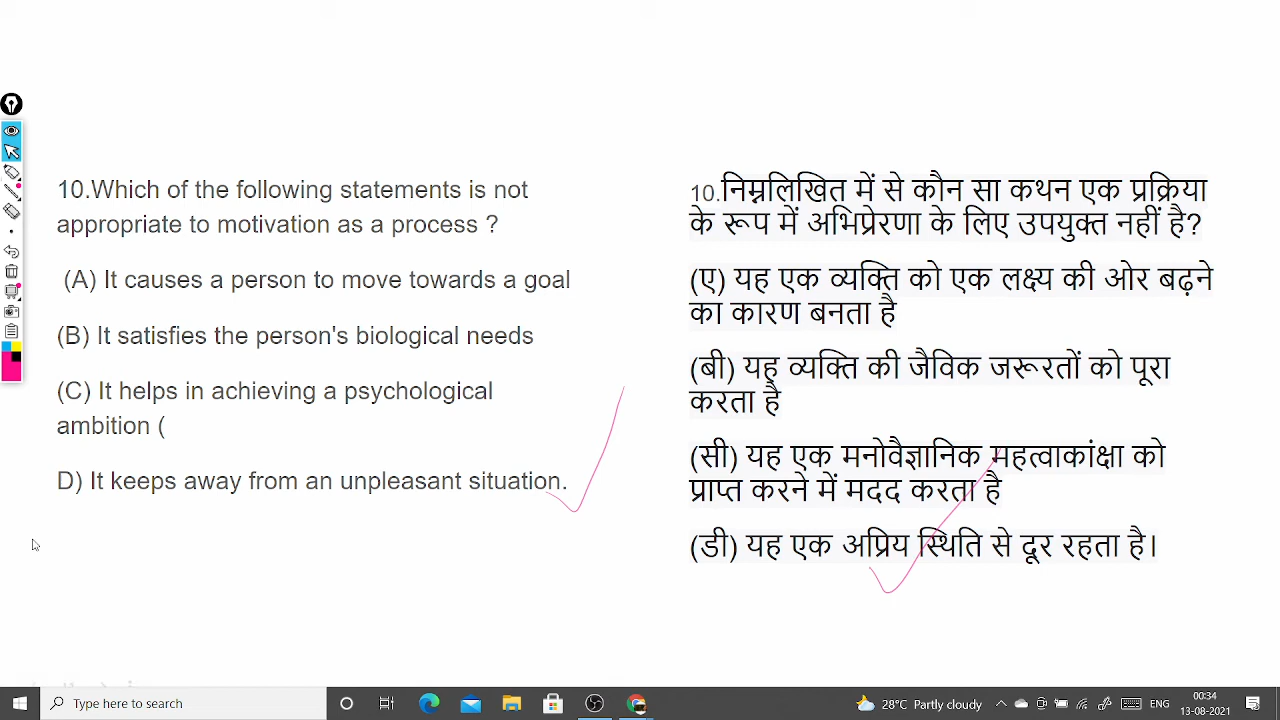 10.Which of the following statements is not
appropriate to motivation as a process ?
(A) It causes a person to move towards a goal
(B) It satisfies the person's biological needs
(C) It helps in achieving a psychological
ambition (
D) It keeps away from an unpleasant situation.
10.निम्नलिखित में से कौन सा कथन एक प्रक्रिया
के रूप में अभिप्रेरणा के लिए उपयुक्त नहीं है?
(ए) यह एक व्यक्ति को एक लक्ष्य की ओर बढ़ने
का कारण बनता है
(बी) यह व्यक्ति की जैविक जरूरतों को पूरा
करता है
(सी) यह एक मनोवैज्ञानिक महत्वाकांक्षा को
प्राप्त करने में मदद करता है
(डी) यह एक अप्रिय स्थिति से दूर रहता है।
Type here to search
28°C Partly cloudy
ENG
00:34
13-08-2021